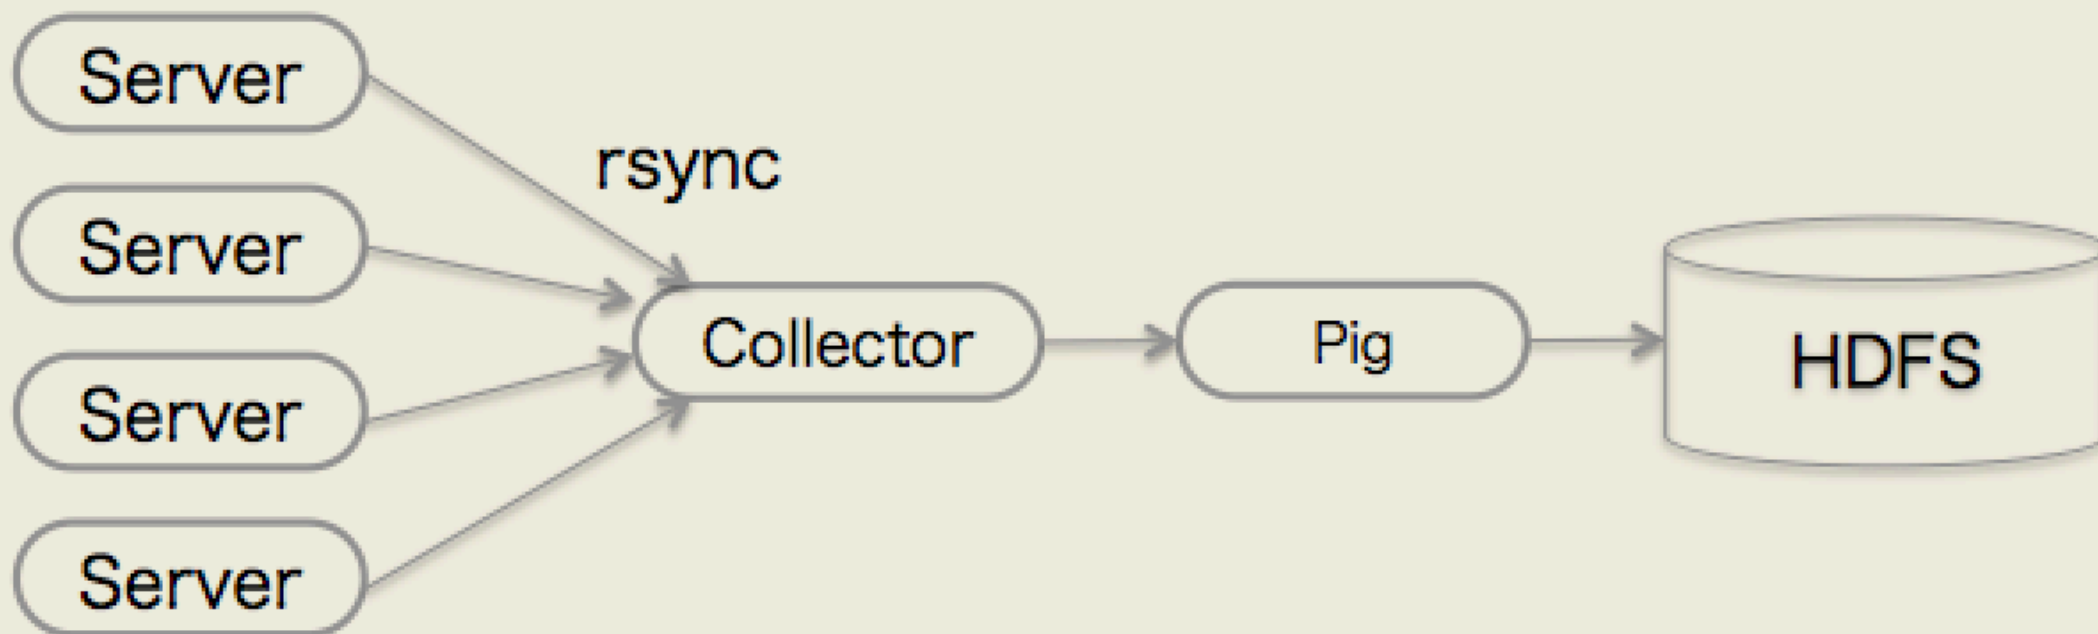 Server
rsync
Server
Server
Server
Collector
Pig
HDFS